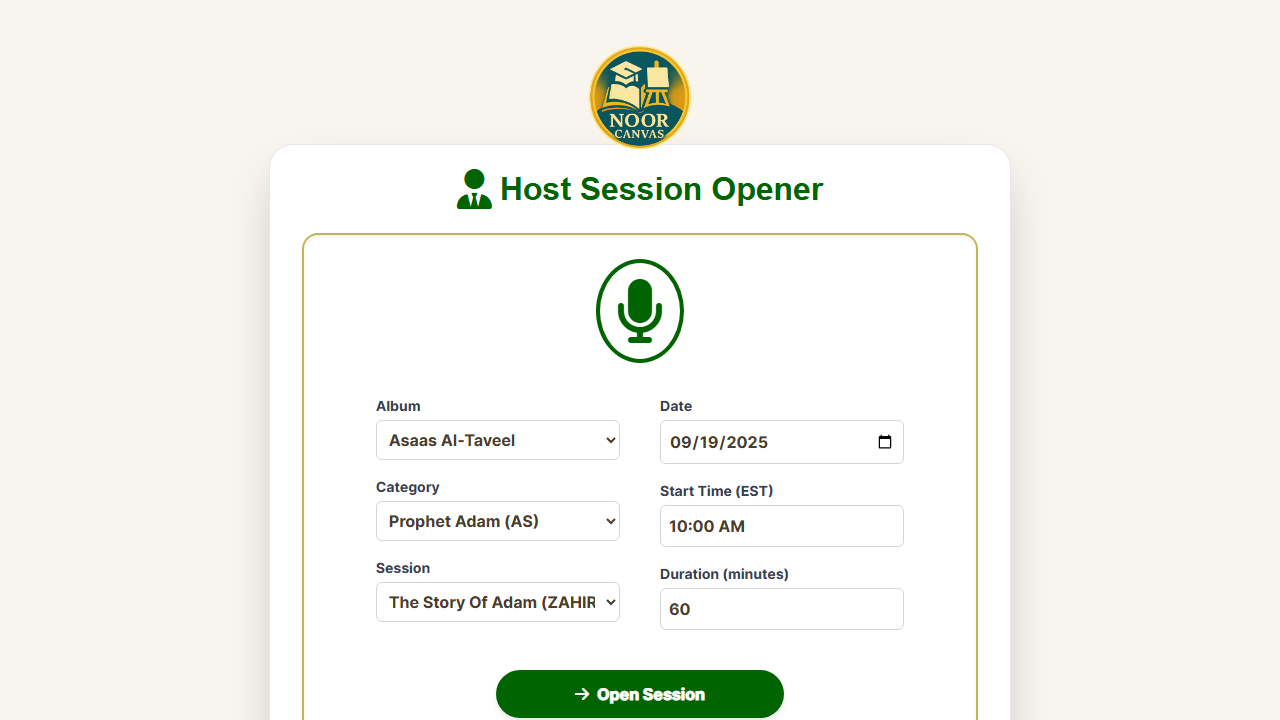 NOOR
CANVAS
Host Session Opener
Album
Asaas Al-Taveel
Category
Prophet Adam (AS)
Session
The Story Of Adam (ZAHIR
Date
09/19/2025
Start Time (EST)
10:00 AM
Duration (minutes)
60
Open Session